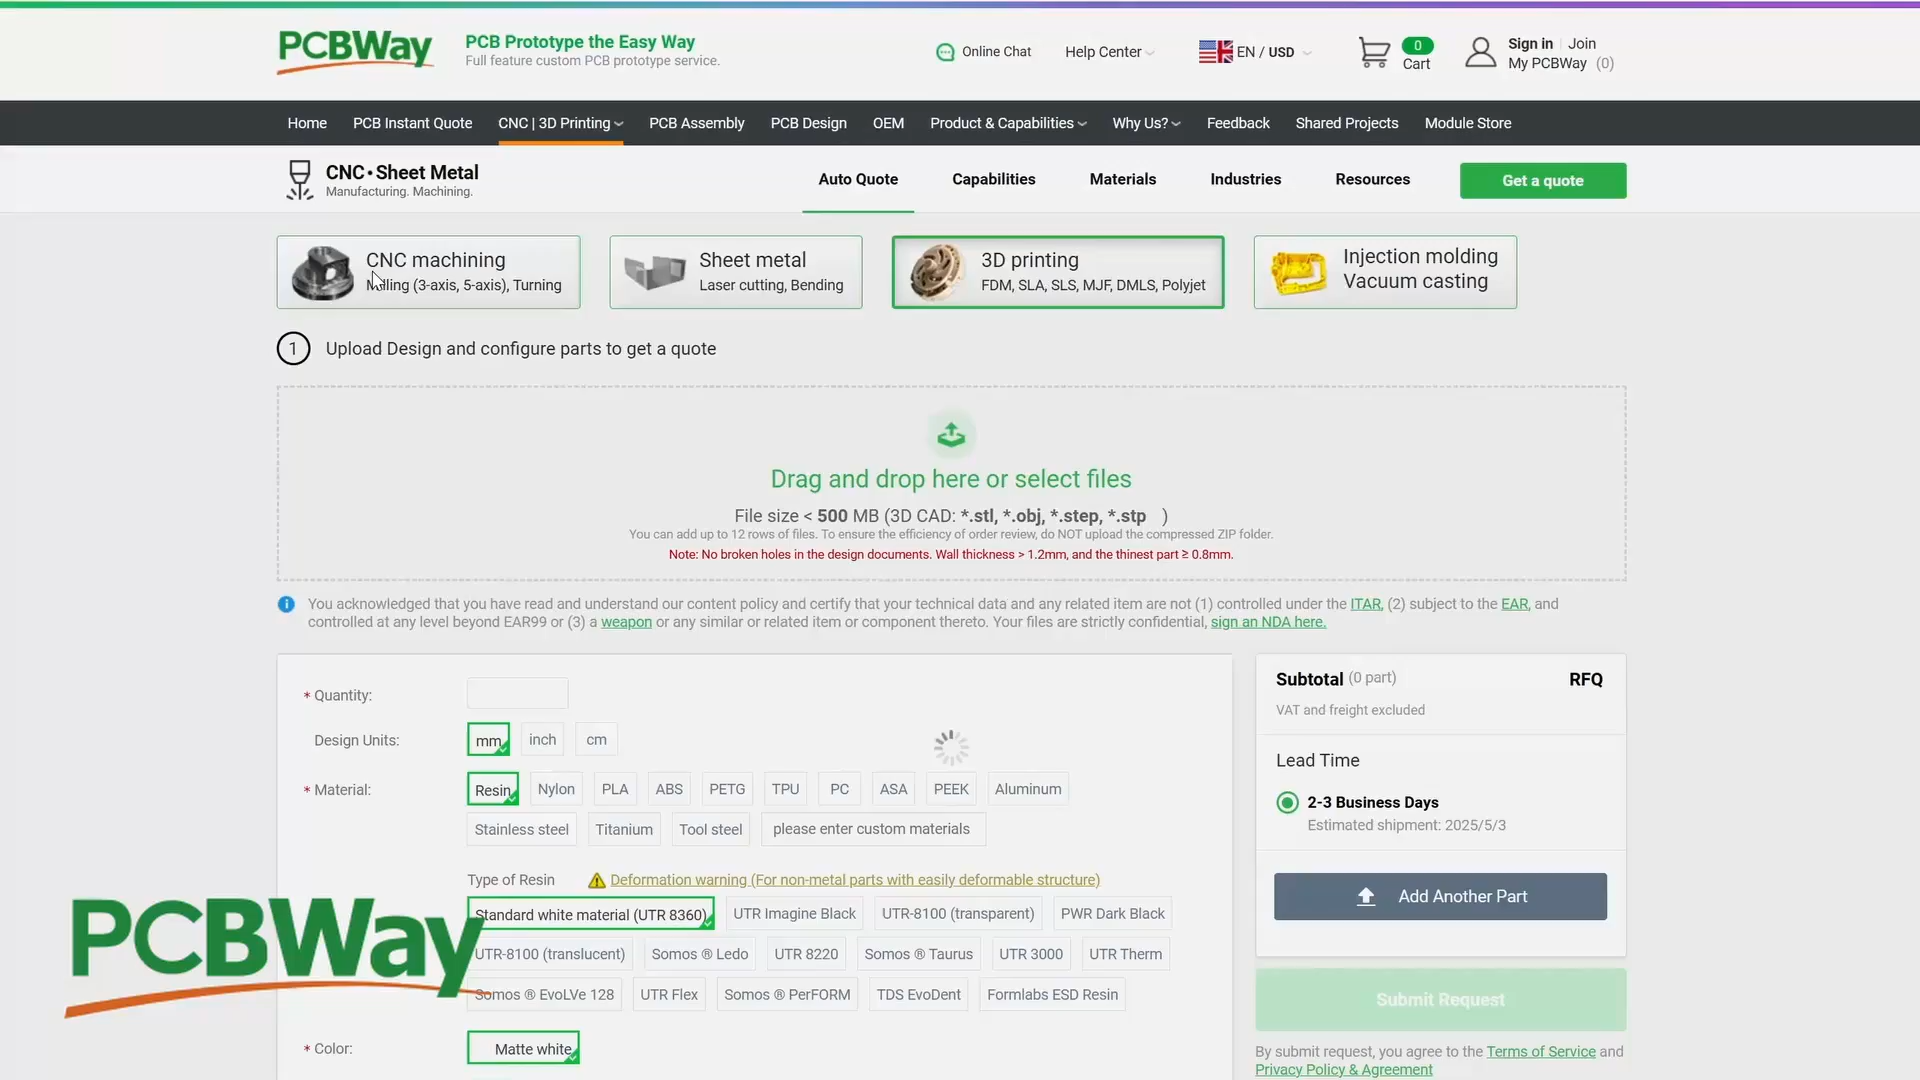 PCBWay
PCB Prototype the Easy Way
Full feature custom PCB prototype service.
Online Chat
Help Center
EN / USD
0
Cart
Sign in Join
My PCBWay (0)
Home PCB Instant Quote CNC | 3D Printing PCB Assembly PCB Design OEM Product & Capabilities Why Us? Feedback Shared Projects Module Store
CNC•Sheet Metal
Manufacturing. Machining.
Auto Quote Capabilities Materials Industries Resources Get a quote
CNC machining
Milling (3-axis, 5-axis), Turning
Sheet metal
Laser cutting, Bending
3D printing
FDM, SLA, SLS, MJF, DMLS, Polyjet
Injection molding
Vacuum casting
1 Upload Design and configure parts to get a quote
Drag and drop here or select files
File size < 500 MB (3D CAD: *.stl, *.obj, *.step, *.stp )
You can add up to 12 rows of files. To ensure the efficiency of order review, do NOT upload the compressed ZIP folder.
Note: No broken holes in the design documents. Wall thickness > 1.2mm, and the thinest part ≥ 0.8mm.
You acknowledged that you have read and understand our content policy and certify that your technical data and any related item are not (1) controlled under the ITAR, (2) subject to the EAR, and
controlled at any level beyond EAR99 or (3) a weapon or any similar or related item or component thereto. Your files are strictly confidential, sign an NDA here.
* Quantity:
Design Units: mm inch cm
* Material: Resin Nylon PLA ABS PETG TPU PC ASA PEEK Aluminum
Stainless steel Titanium Tool steel please enter custom materials
Type of Resin Deformation warning (For non-metal parts with easily deformable structure)
Standard white material (UTR 8360) UTR Imagine Black UTR-8100 (transparent) PWR Dark Black
UTR-8100 (translucent) Somos ® Ledo UTR 8220 Somos ® Taurus UTR 3000 UTR Therm
Somos ® EvoLVe 128 UTR Flex Somos ® PerFORM TDS EvoDent Formlabs ESD Resin
* Color: Matte white
Subtotal (0 part) RFQ
VAT and freight excluded
Lead Time
2-3 Business Days
Estimated shipment: 2025/5/3
Add Another Part
Submit Request
By submit request, you agree to the Terms of Service and
Privacy Policy & Agreement
PCBWay